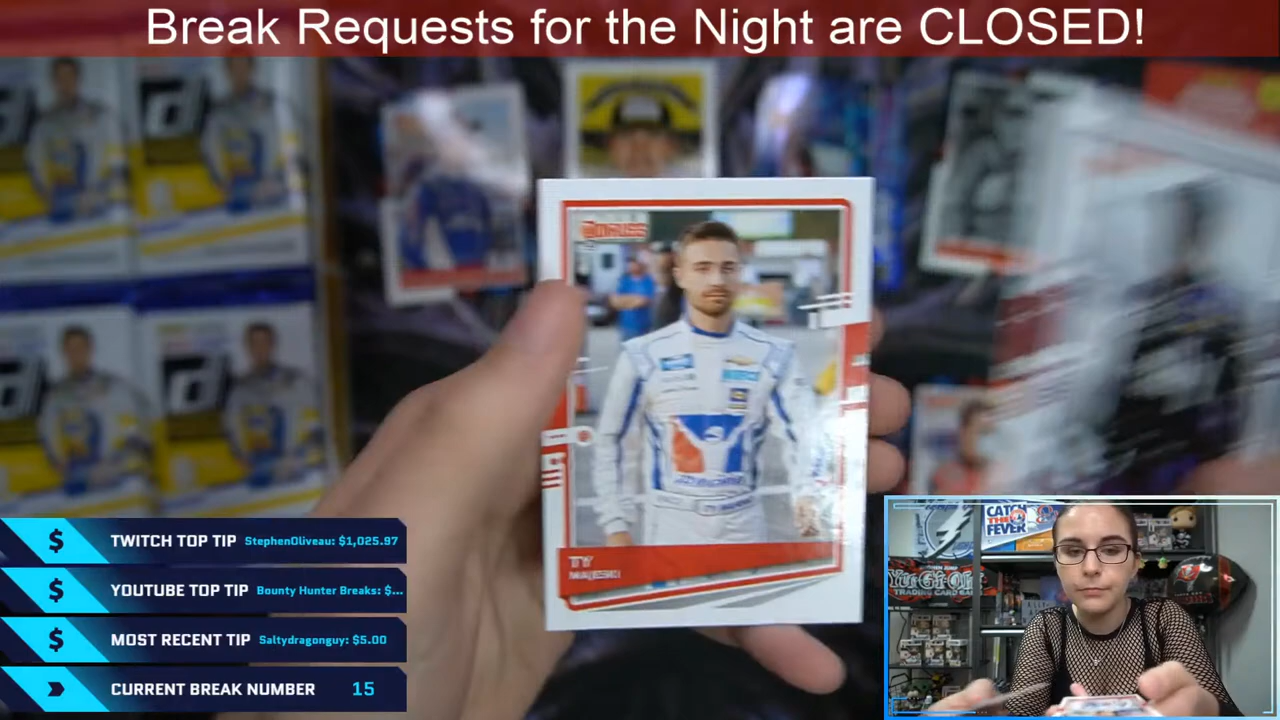 Break Requests for the Night are CLOSED!
Donruss
TY
MAJESKI
CATCH
THE
FEVER
Yu-Gi-Oh!
TRADING CARD GAME
TWITCH TOP TIP StephenOliveau: $1,025.97
YOUTUBE TOP TIP Bounty Hunter Breaks: $...
MOST RECENT TIP Saltydragonguy: $5.00
CURRENT BREAK NUMBER 15